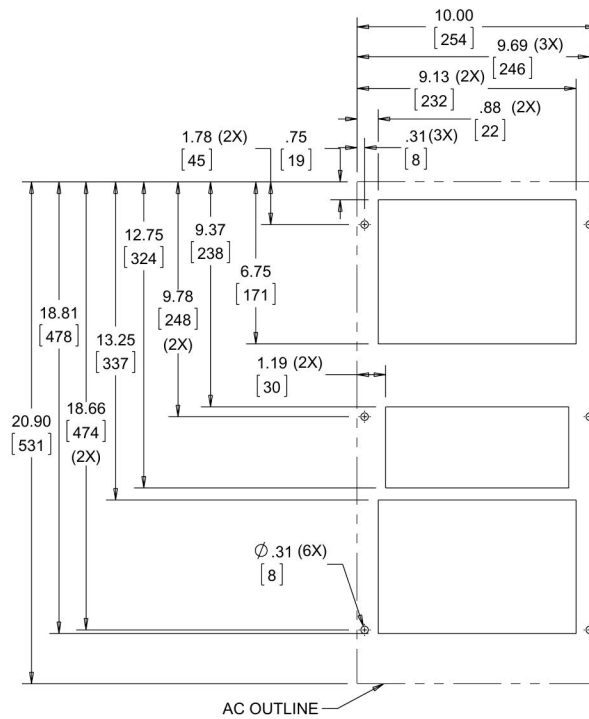 10.00
[254]
9.69 (3X)
[246]
9.13 (2X)
[232]
.88 (2X)
[22]
1.78 (2X)
[45]
.75
[19]
.31(3X)
[8]
12.75
[324]
9.37
[238]
6.75
[171]
9.78
[248]
(2X)
18.81
[478]
13.25
[337]
1.19 (2X)
[30]
20.90
[531]
18.66
[474]
(2X)
Ø .31 (6X)
[8]
AC OUTLINE